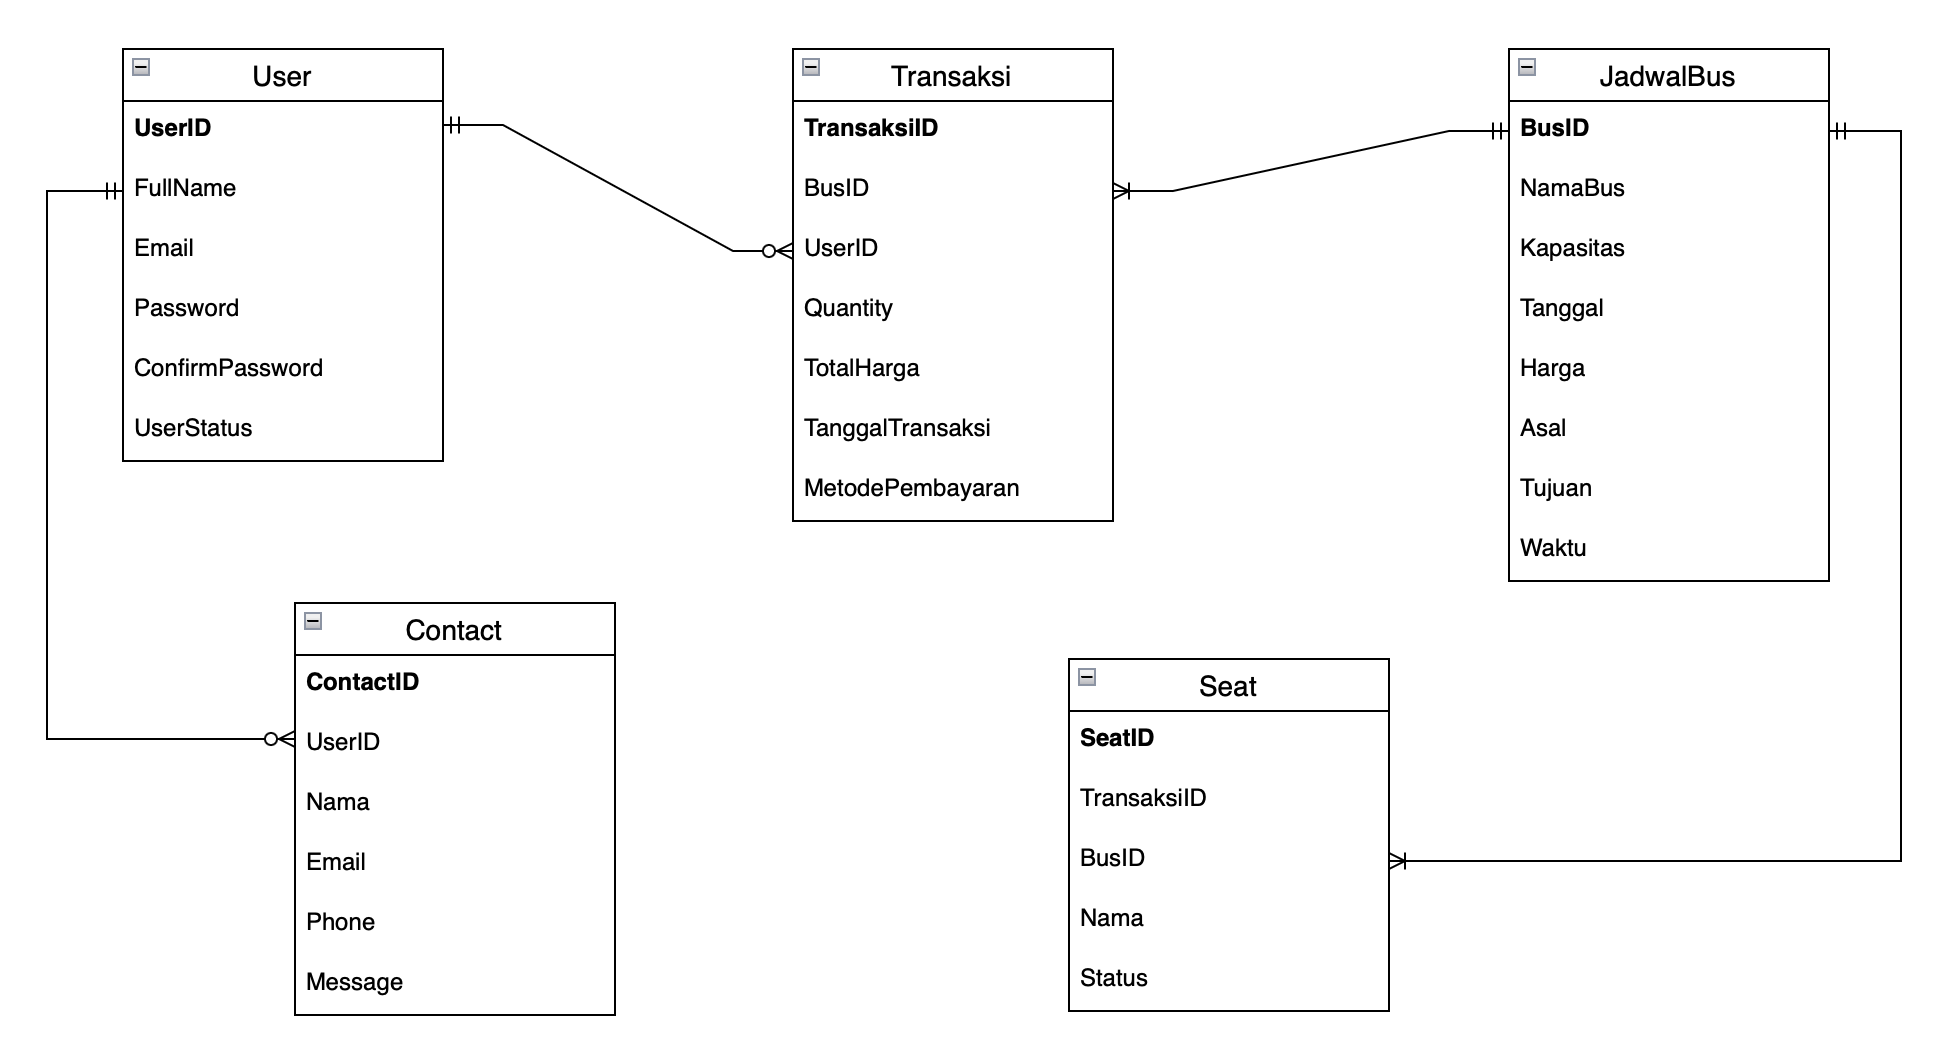 User
UserID
FullName
Email
Password
ConfirmPassword
UserStatus
Transaksi
TransaksiID
BusID
UserID
Quantity
TotalHarga
TanggalTransaksi
MetodePembayaran
JadwalBus
BusID
NamaBus
Kapasitas
Tanggal
Harga
Asal
Tujuan
Waktu
Contact
ContactID
UserID
Nama
Email
Phone
Message
Seat
SeatID
TransaksiID
BusID
Nama
Status